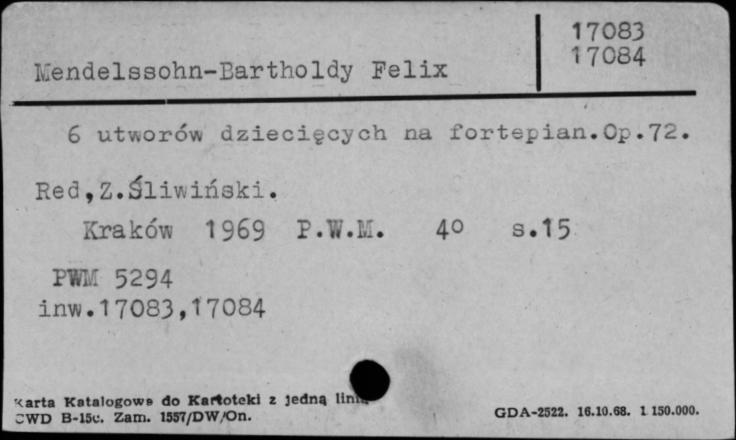 17083
17084
Mendelssohn-Bartholdy Felix
6 utworów dziecięcych na fortepian.Op.72.
Red,Z.Śliwiński.
Kraków 1969 P.W.M. 4o s.15
PWM 5294
inw.17083,17084
Karta Katalogowa do Kartoteki z jedną linią
CWD B-15c. Zam. 1557/DW/On.
GDA-2522. 16.10.68. 1 150.000.